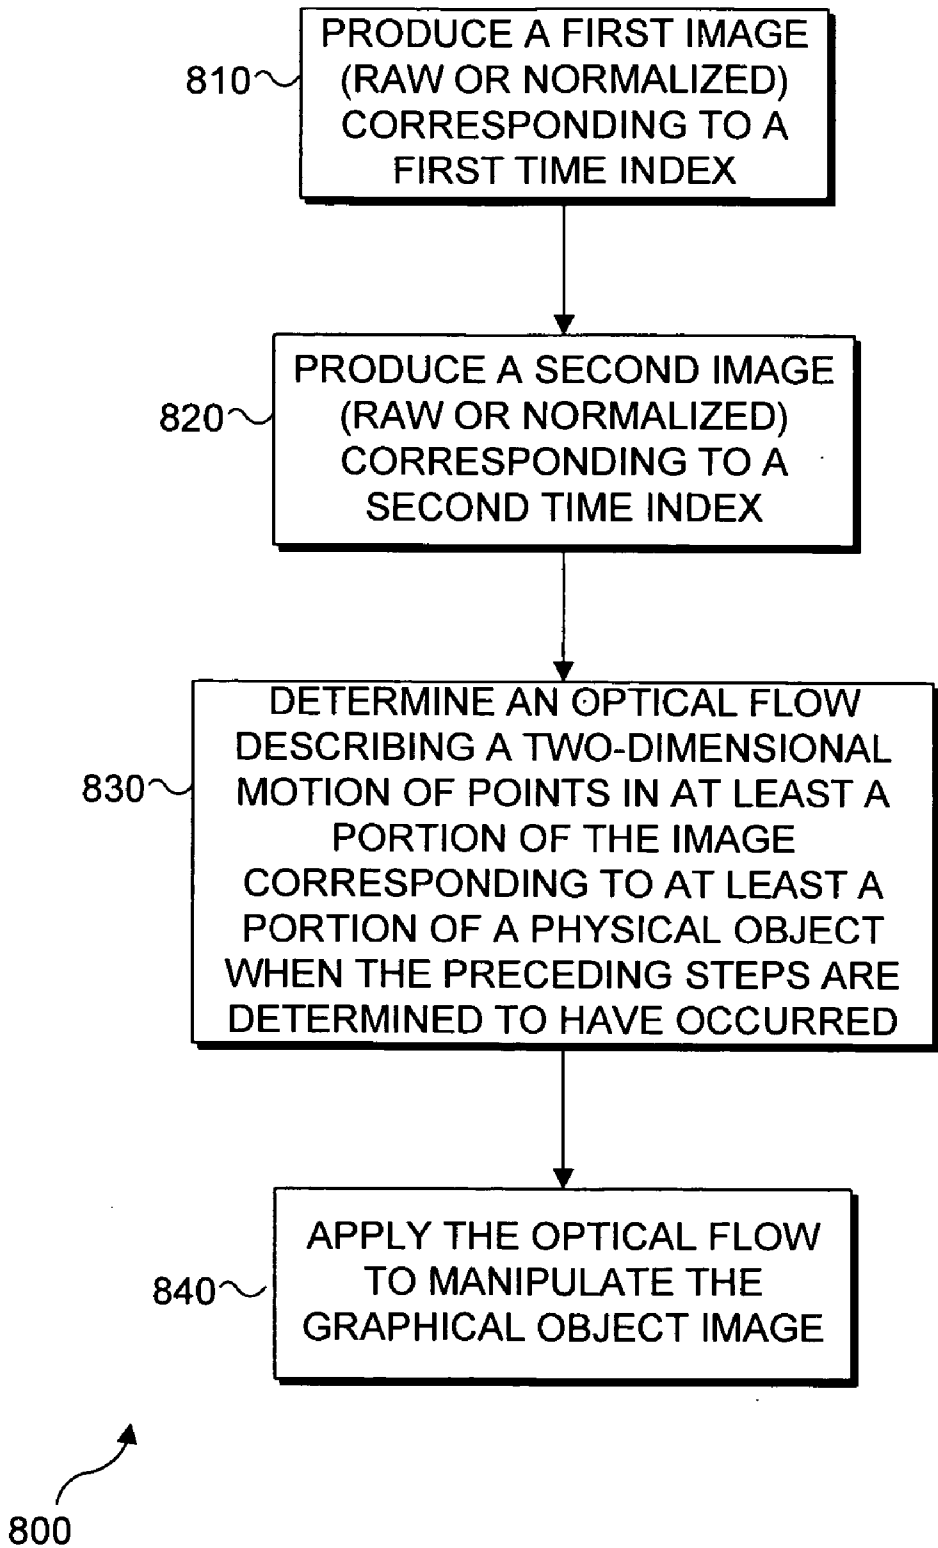 810
PRODUCE A FIRST IMAGE
(RAW OR NORMALIZED)
CORRESPONDING TO A
FIRST TIME INDEX
820
PRODUCE A SECOND IMAGE
(RAW OR NORMALIZED)
CORRESPONDING TO A
SECOND TIME INDEX
830
DETERMINE AN OPTICAL FLOW
DESCRIBING A TWO-DIMENSIONAL
MOTION OF POINTS IN AT LEAST A
PORTION OF THE IMAGE
CORRESPONDING TO AT LEAST A
PORTION OF A PHYSICAL OBJECT
WHEN THE PRECEDING STEPS ARE
DETERMINED TO HAVE OCCURRED
840
APPLY THE OPTICAL FLOW
TO MANIPULATE THE
GRAPHICAL OBJECT IMAGE
800